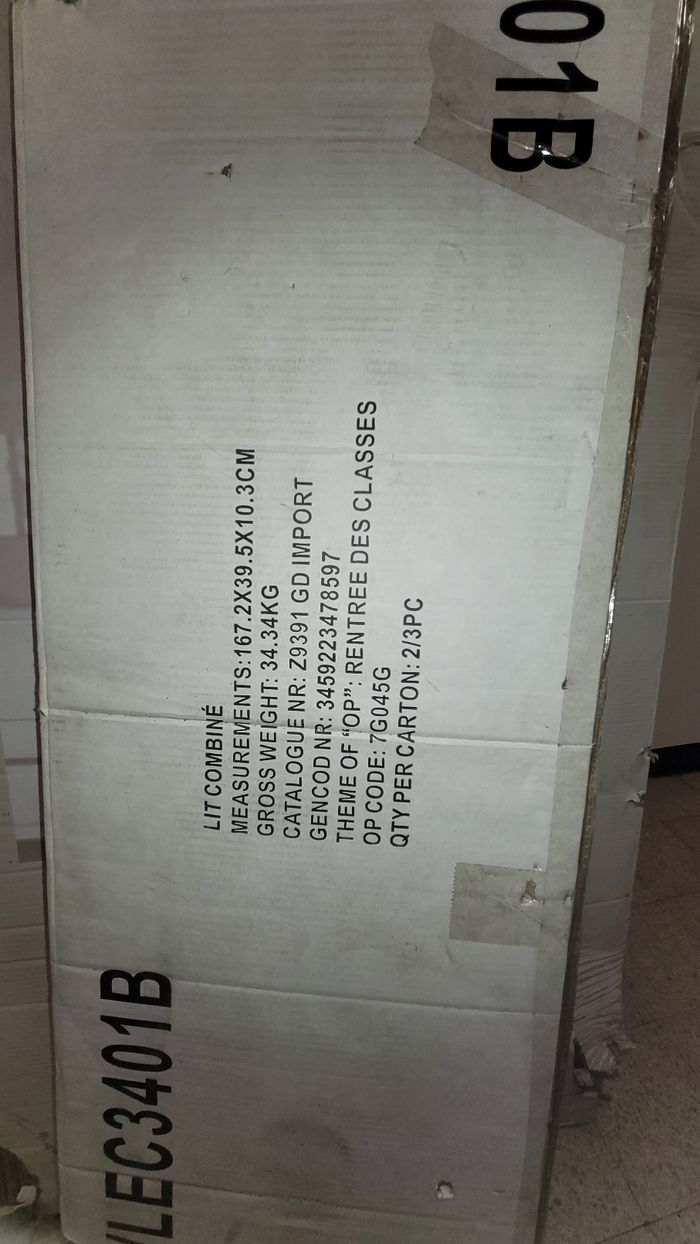 01B
LIT COMBINÉ
MEASUREMENTS:167.2X39.5X10.3CM
GROSS WEIGHT: 34.34KG
CATALOGUE NR: Z9391 GD IMPORT
GENCOD NR: 3459223478597
THEME OF “OP”: RENTREE DES CLASSES
OP CODE: 7G045G
QTY PER CARTON: 2/3PC
LEC3401B